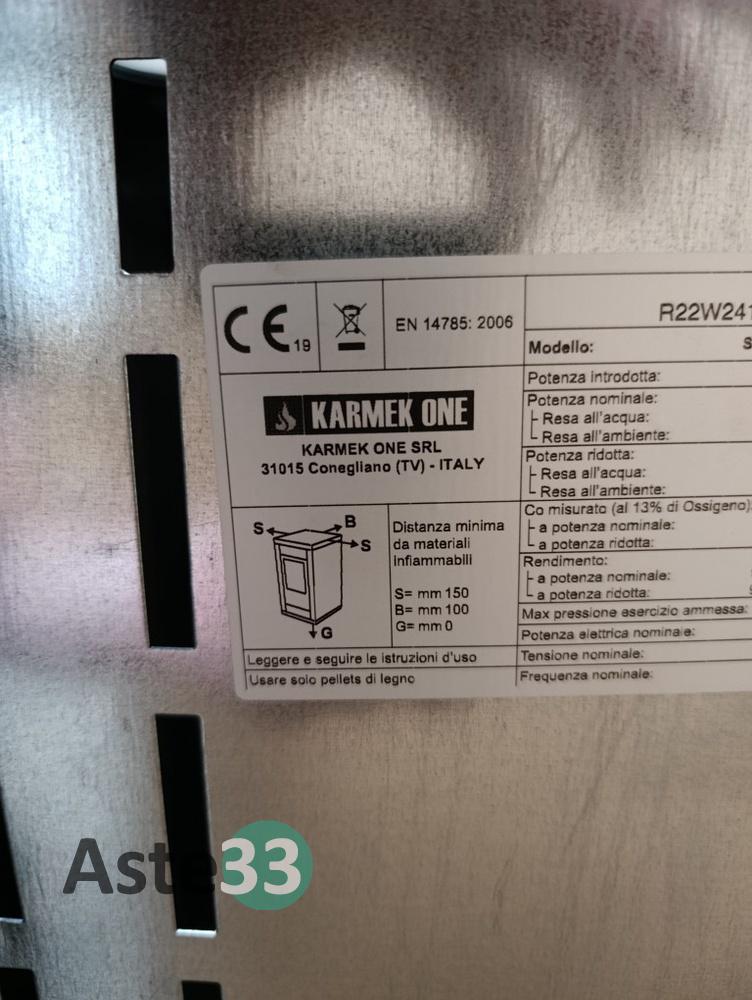 CE 19
EN 14785: 2006
R22W241
Modello:
KARMEK ONE
KARMEK ONE SRL
31015 Conegliano (TV) - ITALY
Potenza introdotta:
Potenza nominale:
Resa all'acqua:
Resa all'ambiente:
Potenza ridotta:
Resa all'acqua:
Resa all'ambiente:
Co misurato (al 13% di Ossigeno)
a potenza nominale:
a potenza ridotta:
Rendimento:
a potenza nominale:
a potenza ridotta:
Max pressione esercizio ammessa:
Potenza elettrica nominale:
Tensione nominale:
Frequenza nominale:
S
B
S
G
Distanza minima
da materiali
infiammabili
S= mm 150
B= mm 100
G= mm 0
Leggere e seguire le istruzioni d'uso
Usare solo pellets di legno
Aste33